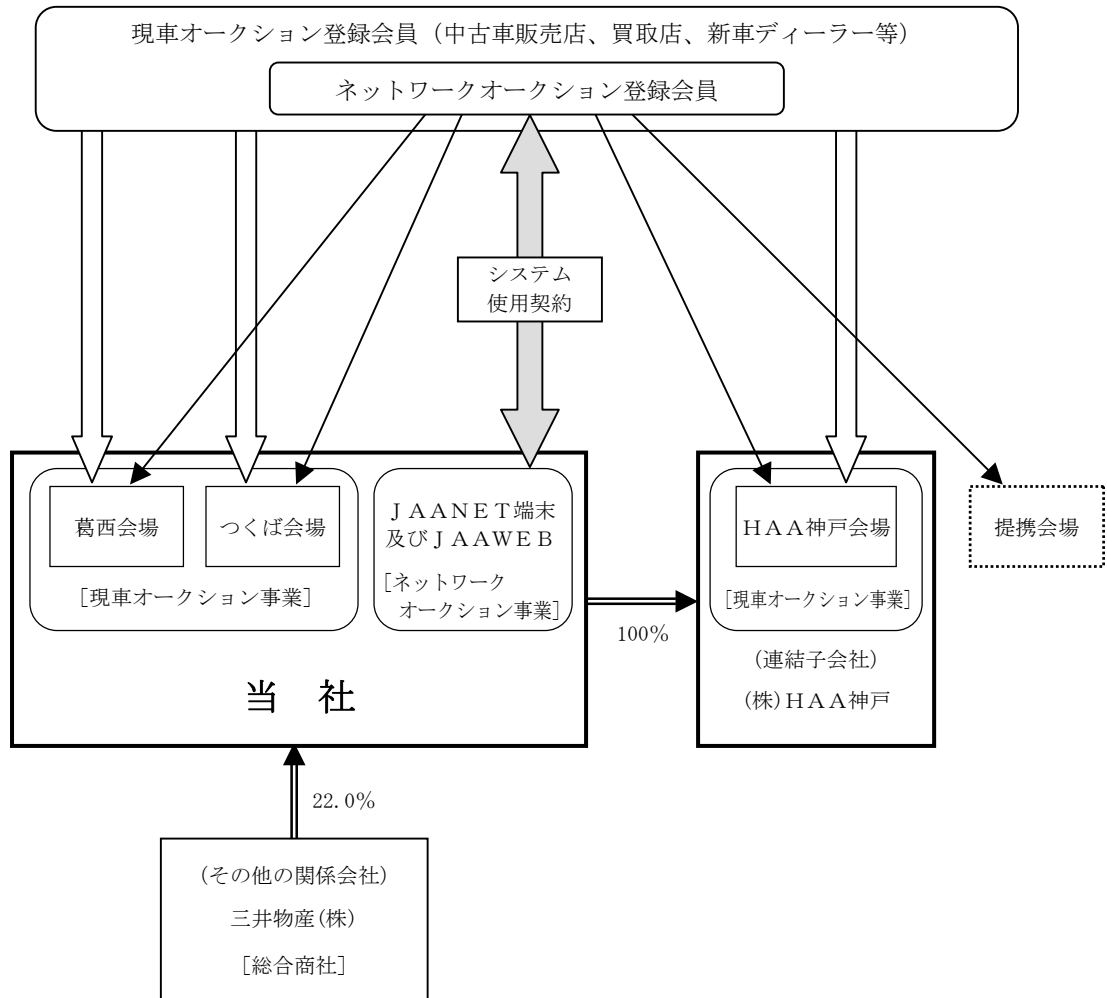 現車オークション登録会員（中古車販売店、買取店、新車ディーラー等）
ネットワークオークション登録会員
システム
使用契約
葛西会場
つくば会場
[現車オークション事業]
ＪＡＡＮＥＴ端末
及びＪＡＡＷＥＢ
[ネットワーク
オークション事業]
100%
ＨＡＡ神戸会場
[現車オークション事業]
(連結子会社)
(株)ＨＡＡ神戸
提携会場
当 社
22.0%
(その他の関係会社)
三井物産(株)
[総合商社]